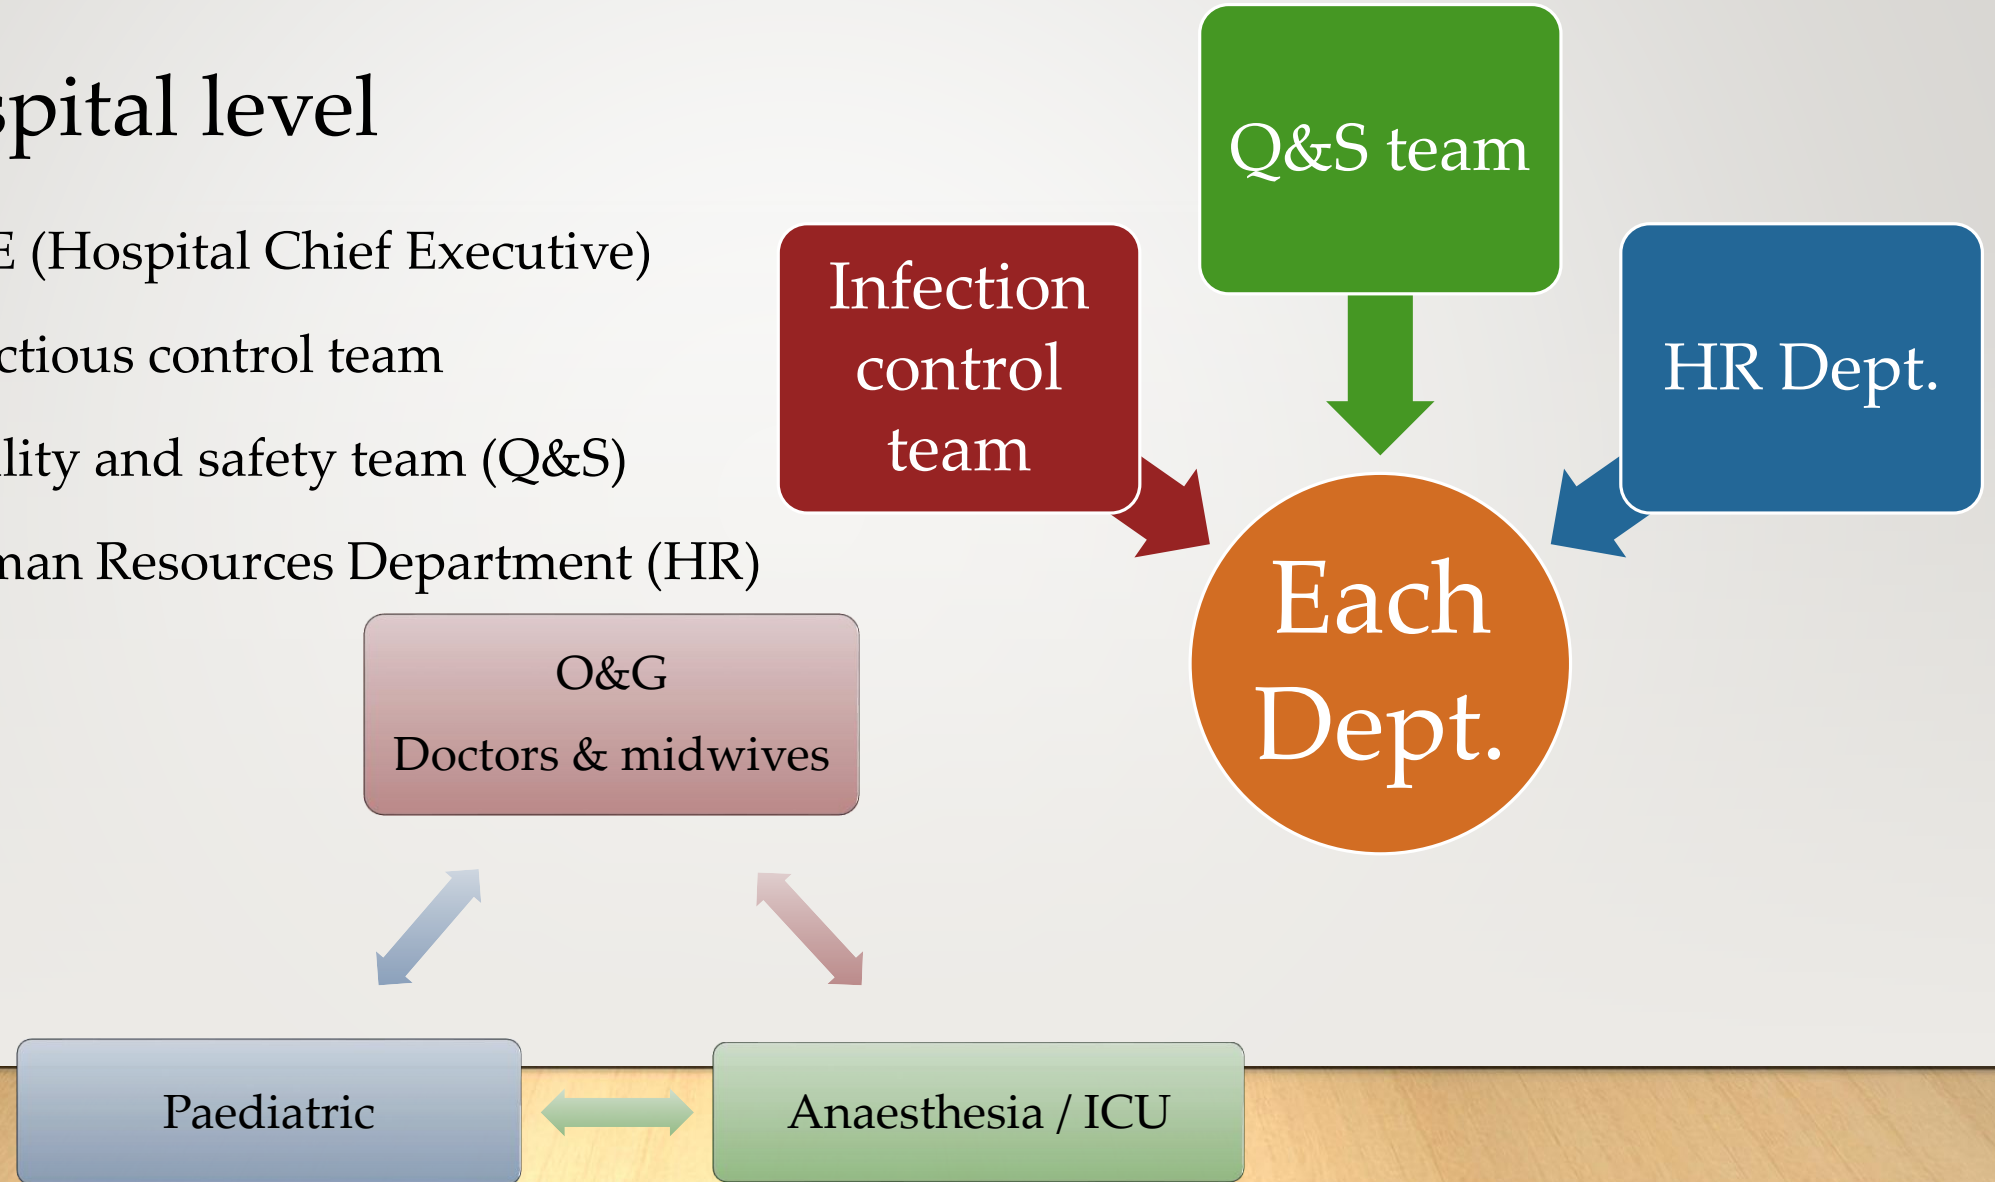 spital level
E (Hospital Chief Executive)
ctious control team
lity and safety team (Q&S)
man Resources Department (HR)
Q&S team
Infection
control
team
HR Dept.
Each
Dept.
O&G
Doctors & midwives
Paediatric
Anaesthesia / ICU